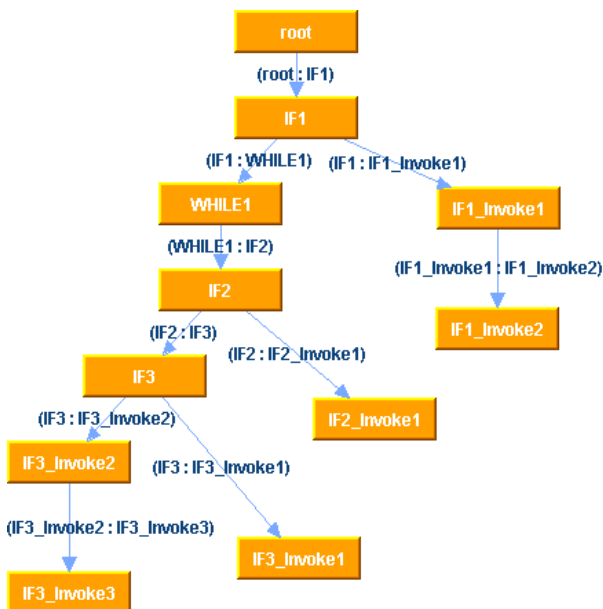 root
(root : IF1)
IF1
(IF1 : WHILE1)
(IF1 : IF1_Invoke1)
WHILE1
IF1_Invoke1
(WHILE1 : IF2)
(IF1_Invoke1 : IF1_Invoke2)
IF2
IF1_Invoke2
(IF2 : IF3)
(IF2 : IF2_Invoke1)
IF3
(IF3 : IF3_Invoke2)
IF2_Invoke1
IF3_Invoke2
(IF3 : IF3_Invoke1)
(IF3_Invoke2 : IF3_Invoke3)
IF3_Invoke1
IF3_Invoke3